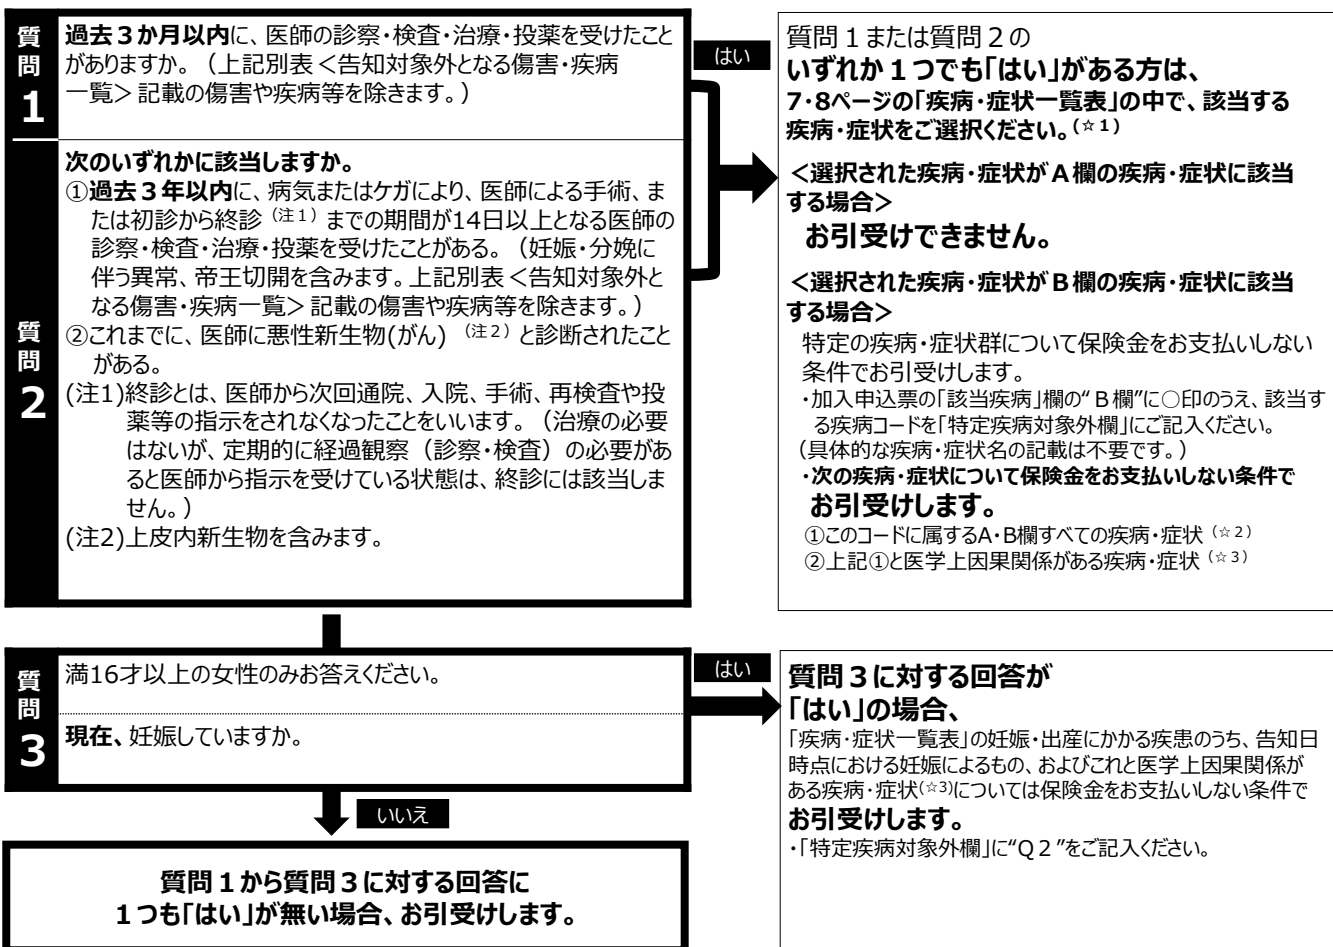 質問1
過去3か月以内に、医師の診察・検査・治療・投薬を受けたこと
がありますか。（上記別表<告知対象外となる傷害・疾病
一覧>記載の傷害や疾病等を除きます。）
はい
質問2
次のいずれかに該当しますか。
①過去3年以内に、病気またはケガにより、医師による手術、ま
たは初診から終診（注1）までの期間が14日以上となる医師の
診察・検査・治療・投薬を受けたことがある。（妊娠・分娩に
伴う異常、帝王切開を含みます。上記別表<告知対象外と
なる傷害・疾病一覧>記載の傷害や疾病等を除きます。）
②これまでに、医師に悪性新生物(がん)（注2）と診断されたこと
がある。
(注1)終診とは、医師から次回通院、入院、手術、再検査や投
薬等の指示をされなくなったことをいいます。（治療の必要
はないが、定期的に経過観察（診察・検査）の必要があ
ると医師から指示を受けている状態は、終診には該当しま
せん。）
(注2)上皮内新生物を含みます。
質問1または質問2の
いずれか1つでも「はい」がある方は、
7・8ページの「疾病・症状一覧表」の中で、該当する
疾病・症状をご選択ください。(☆1)
<選択された疾病・症状がA欄の疾病・症状に該当
する場合>
お引受けできません。
<選択された疾病・症状がB欄の疾病・症状に該当
する場合>
特定の疾病・症状群について保険金をお支払いしない
条件でお引受けします。
・加入申込票の「該当疾病」欄の“B欄”に○印のうえ、該当す
る疾病コードを「特定疾病対象外欄」にご記入ください。
（具体的な疾病・症状名の記載は不要です。）
・次の疾病・症状について保険金をお支払いしない条件で
お引受けします。
①このコードに属するA・B欄すべての疾病・症状（☆2）
②上記①と医学上因果関係がある疾病・症状（☆3）
質問3
満16才以上の女性のみお答えください。
現在、妊娠していますか。
はい
質問3に対する回答が
「はい」の場合、
「疾病・症状一覧表」の妊娠・出産にかかる疾患のうち、告知日
時点における妊娠によるもの、およびこれと医学上因果関係が
ある疾病・症状(☆3)については保険金をお支払いしない条件で
お引受けします。
・「特定疾病対象外欄」に“Q2”をご記入ください。
いいえ
質問1から質問3に対する回答に
1つも「はい」が無い場合、お引受けします。